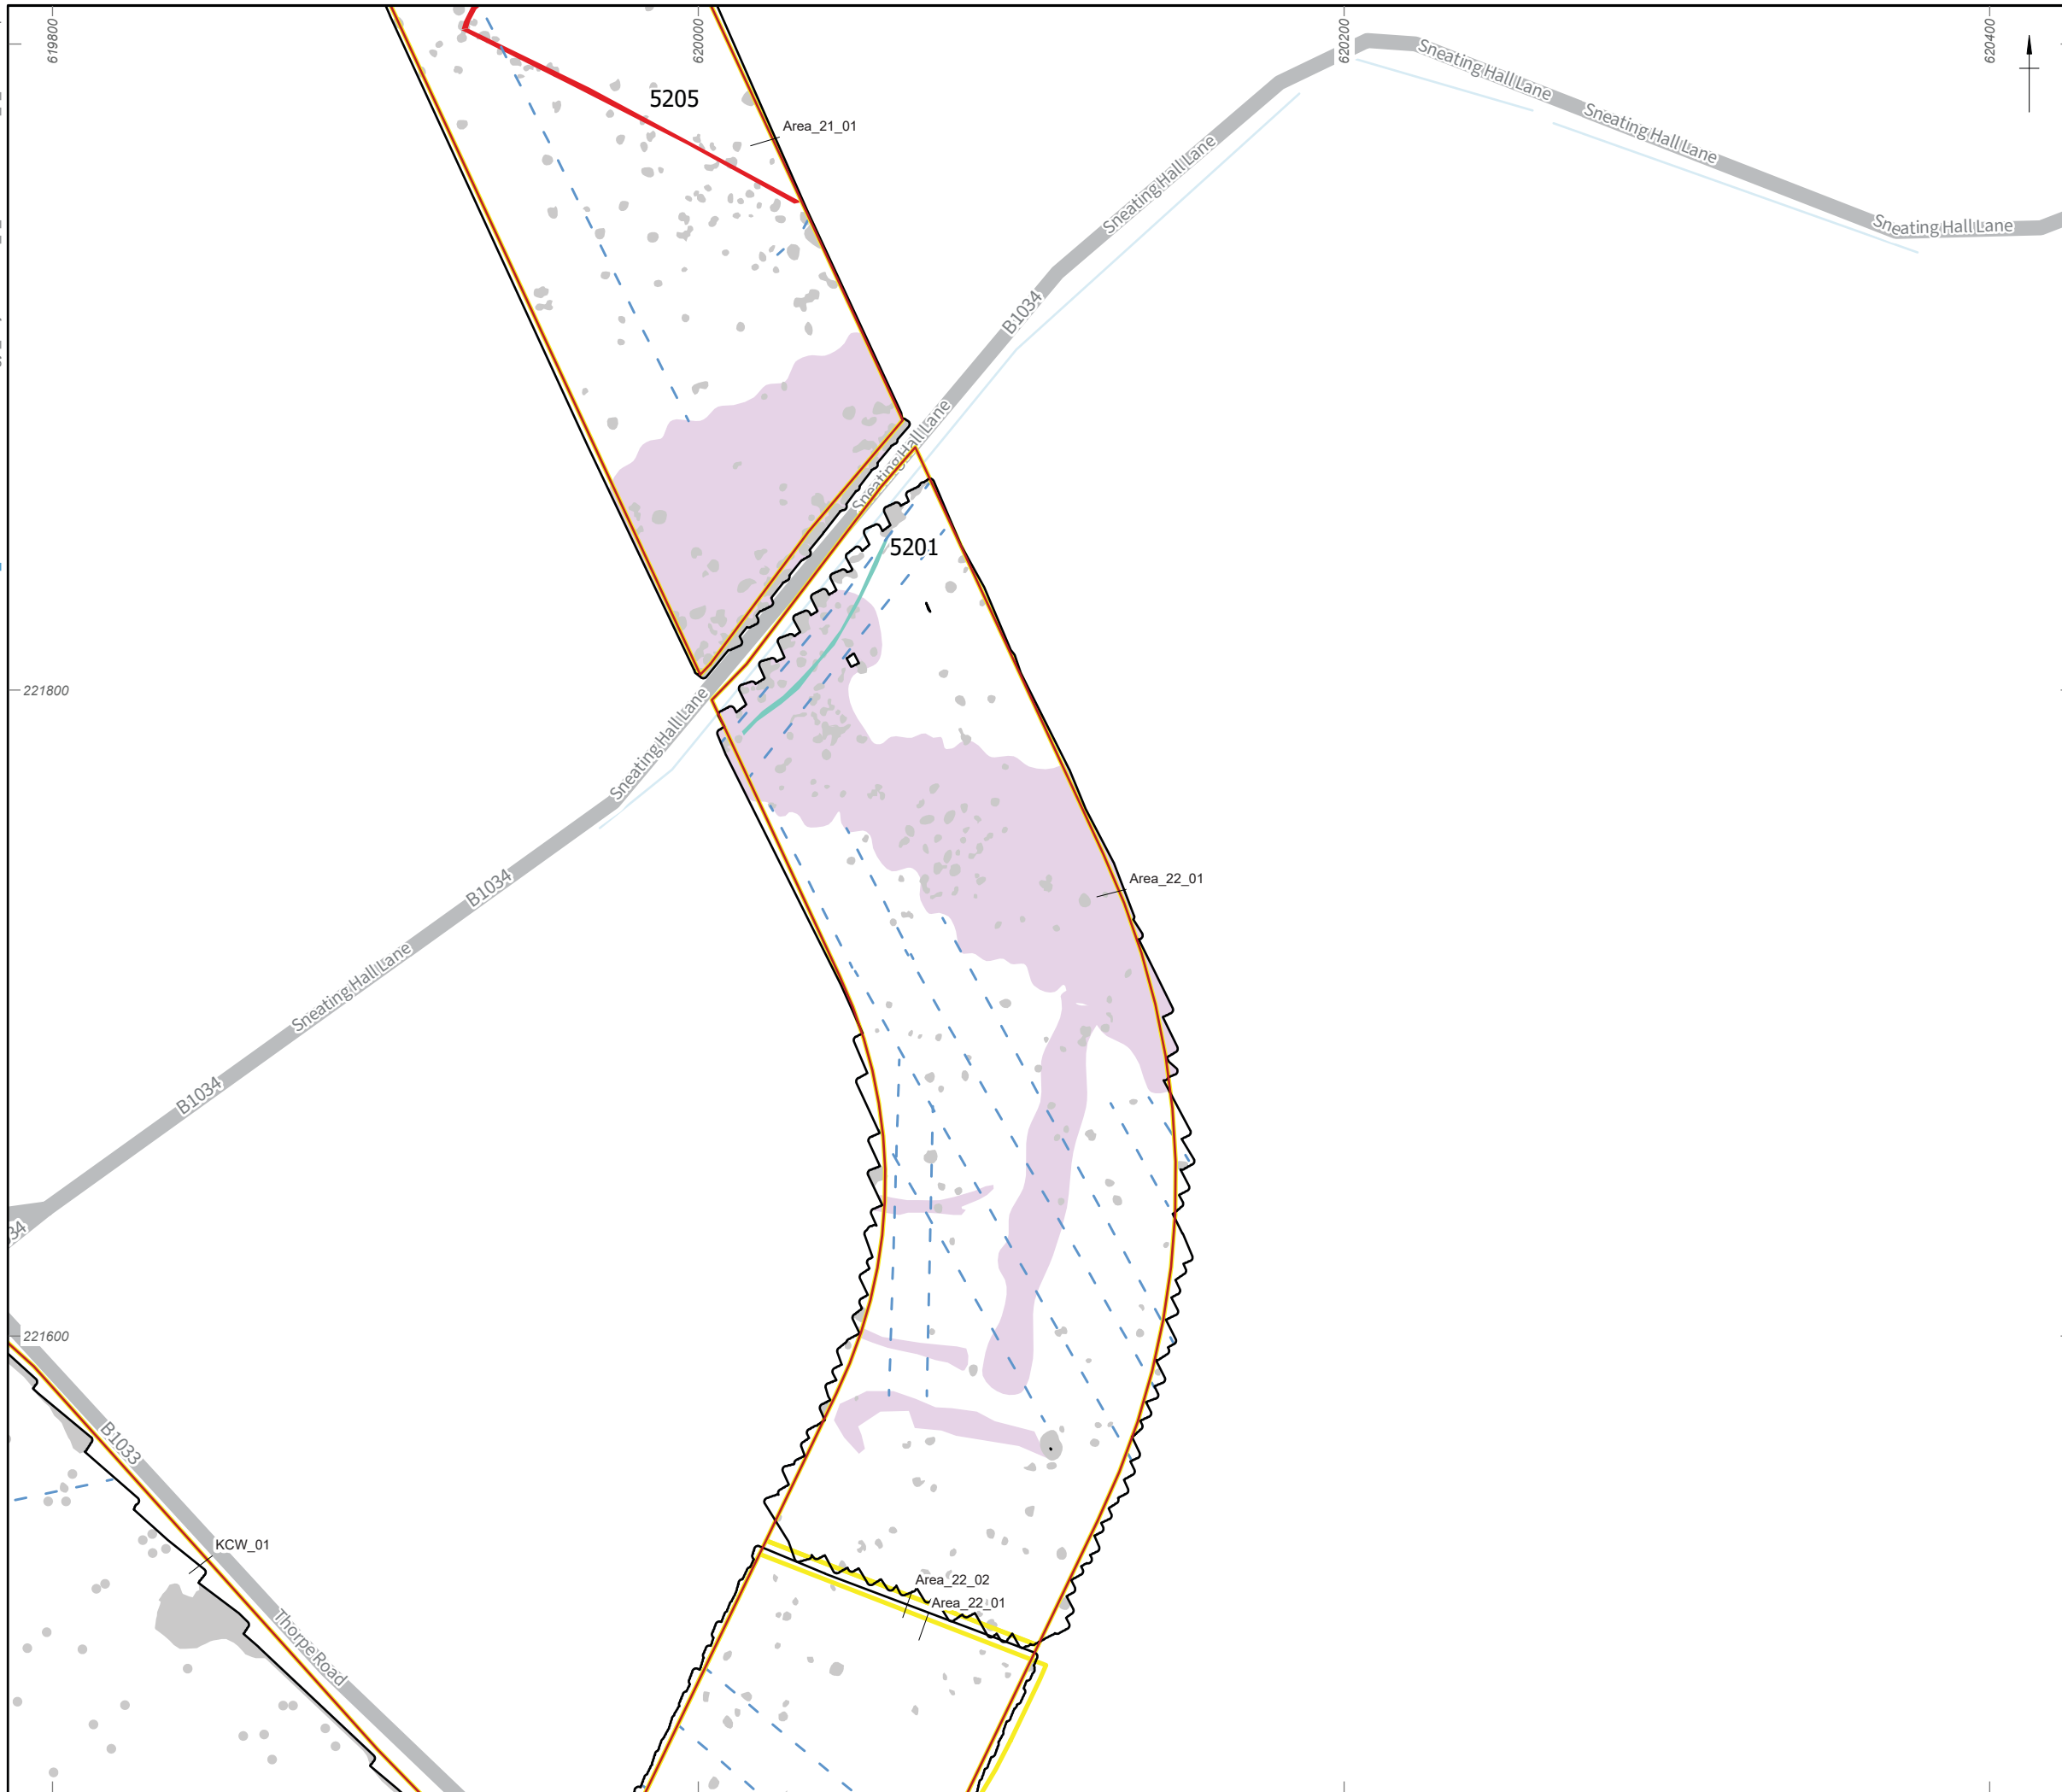 619800
620000
620200
620400
Sneating Hall Lane
Sneating Hall Lane
Sneating Hall Lane
Sneating Hall Lane
5205
Area_21_01
B1034
Sneating Hall Lane
5201
221800
Sneating Hall Lane
B1034
Area_22_01
Sneating Hall Lane
B1034
34
221600
B1033
KCW_01
Thorpe Road
Area_22_02
Area_22_01